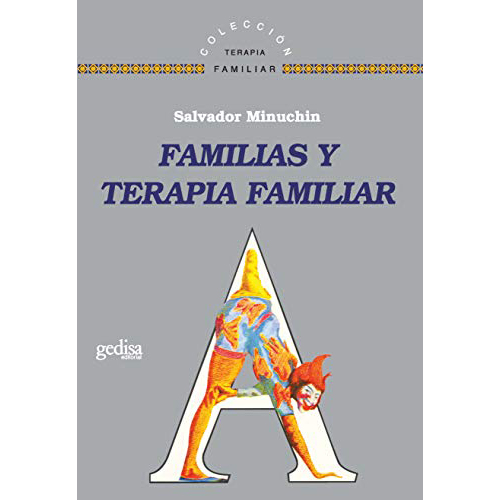 COLECCIÓN
TERAPIA
FAMILIAR
Salvador Minuchin
FAMILIAS Y
TERAPIA FAMILIAR
A
gedisa
editorial